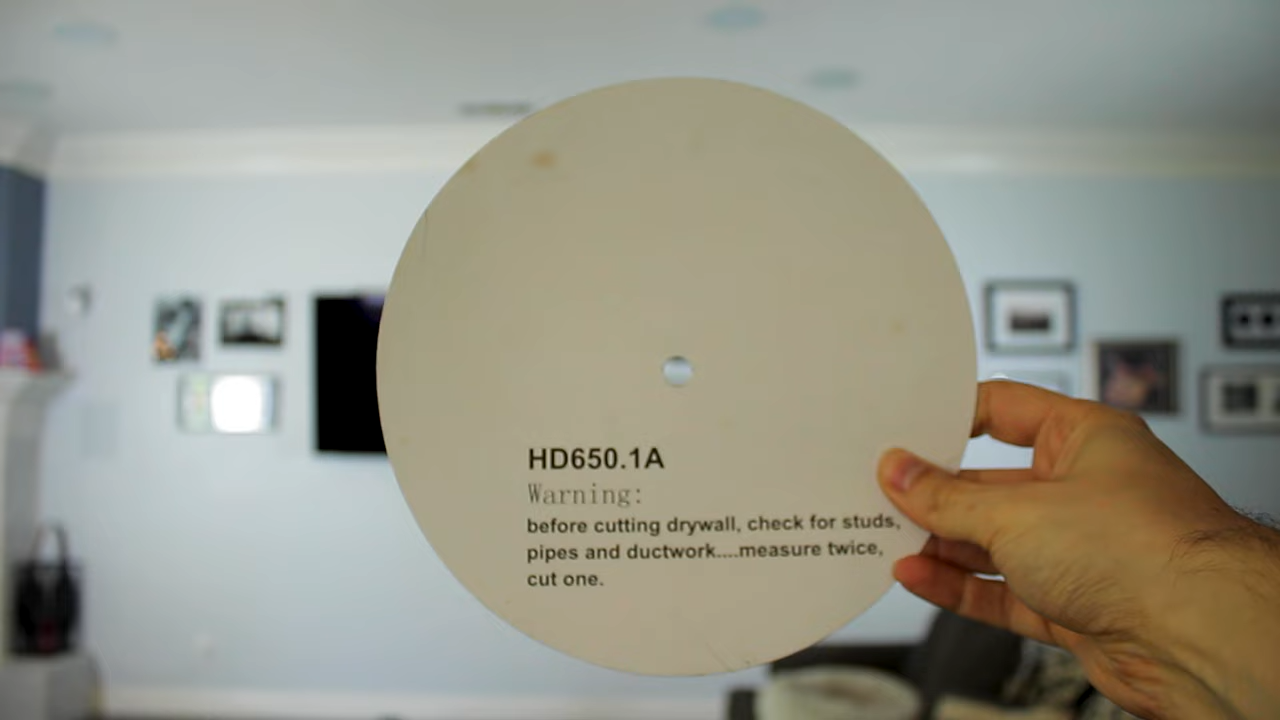 HD650.1A
Warning:
before cutting drywall, check for studs,
pipes and ductwork....measure twice,
cut one.